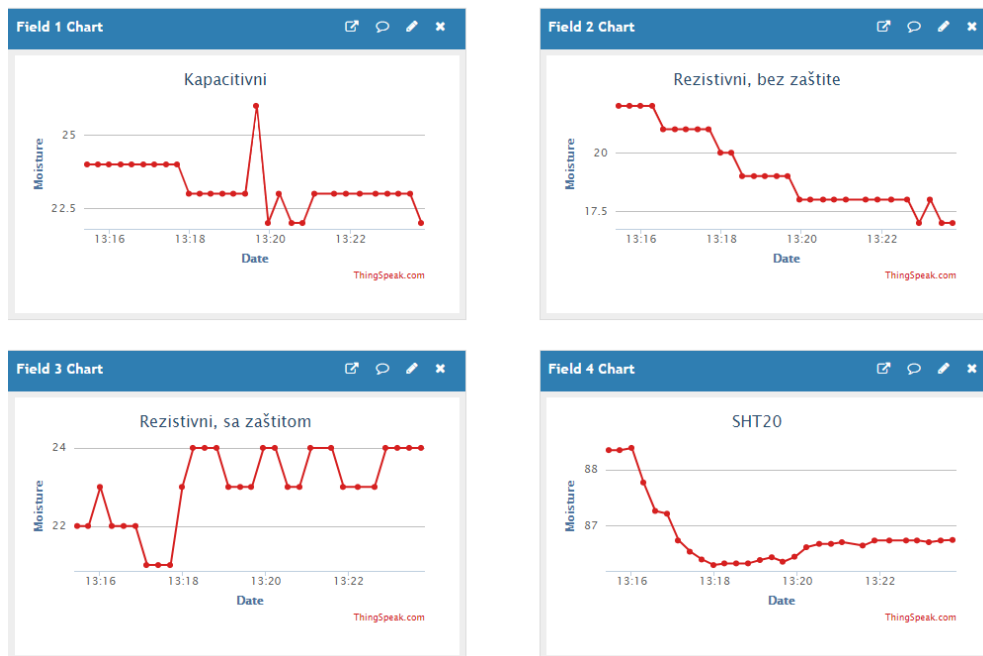 Field 1 Chart
Kapacitivni
25
22.5
Moisture
13:16 13:18 13:20 13:22
Date
ThingSpeak.com
Field 2 Chart
Rezistivni, bez zaštite
20
17.5
Moisture
13:16 13:18 13:20 13:22
Date
ThingSpeak.com
Field 3 Chart
Rezistivni, sa zaštitom
24
22
Moisture
13:16 13:18 13:20 13:22
Date
ThingSpeak.com
Field 4 Chart
SHT20
88
87
Moisture
13:16 13:18 13:20 13:22
Date
ThingSpeak.com